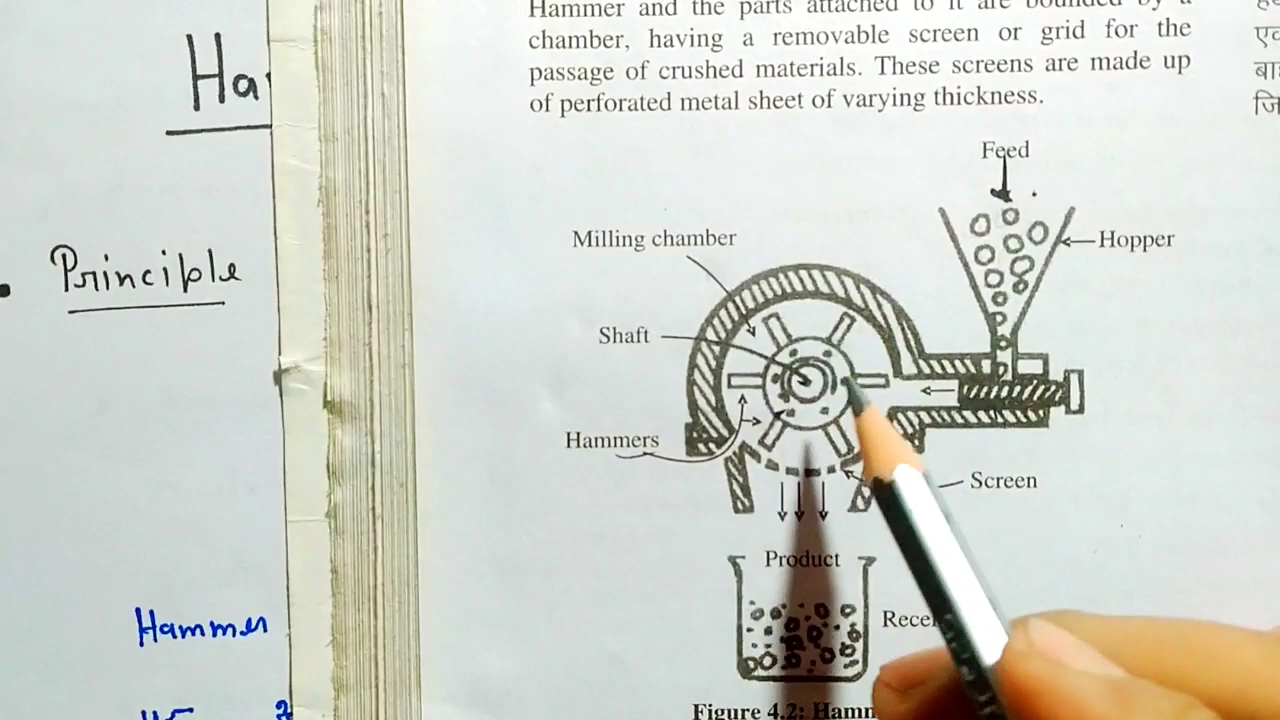 Ha
Principle
Hammer
Hammer and the parts attached to it are bounded by a
chamber, having a removable screen or grid for the
passage of crushed materials. These screens are made up
of perforated metal sheet of varying thickness.
Feed
Milling chamber
Hopper
Shaft
Hammers
Screen
Product
Recei
Figure 4.2: Hamm
एक